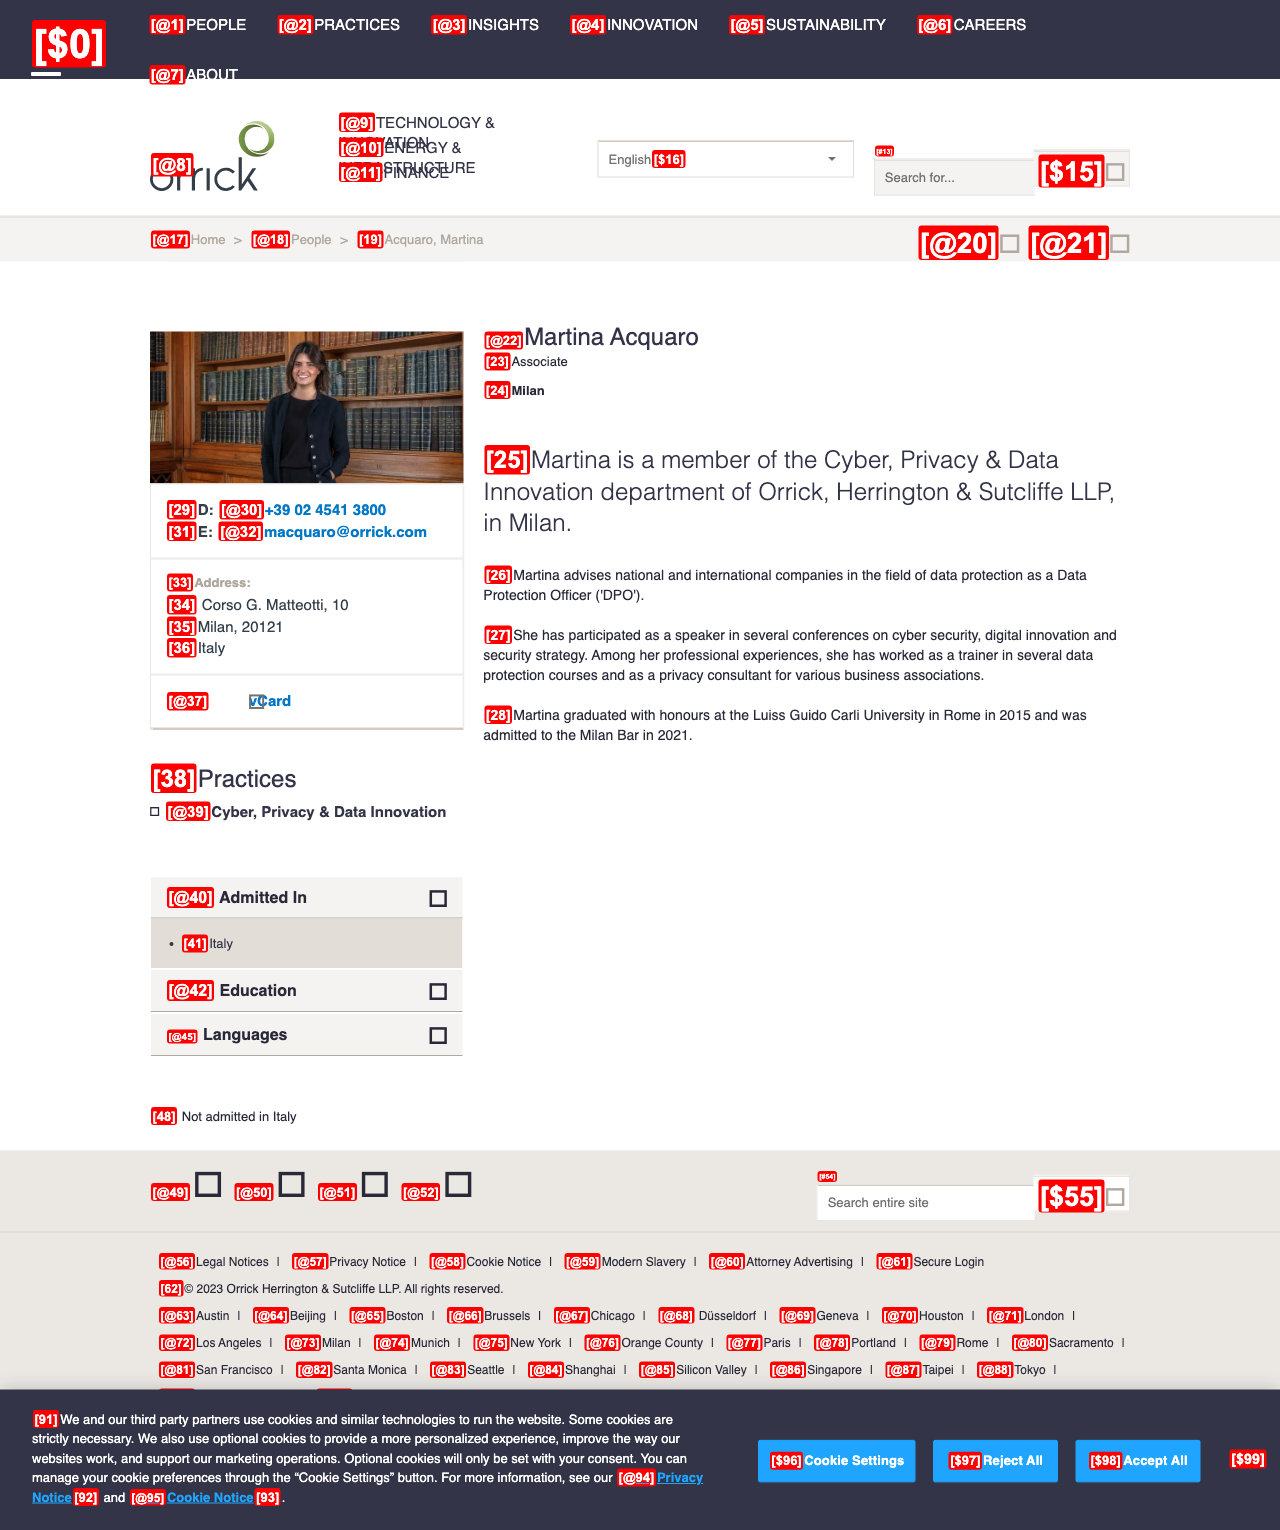 [$0]
[@1]PEOPLE [@2]PRACTICES [@3]INSIGHTS [@4]INNOVATION [@5]SUSTAINABILITY [@6]CAREERS
[@7]ABOUT
[@8]
orrick
[@9]TECHNOLOGY &
[@10]ENERGY &
[@11]FINANCE
English[$16]
[#13]
Search for...
[$15]
[@17]Home > [@18]People > [19]Acquaro, Martina
[@20] [@21]
[@22]Martina Acquaro
[23]Associate
[24]Milan
[25]Martina is a member of the Cyber, Privacy & Data
Innovation department of Orrick, Herrington & Sutcliffe LLP,
in Milan.
[26]Martina advises national and international companies in the field of data protection as a Data
Protection Officer ('DPO').
[27]She has participated as a speaker in several conferences on cyber security, digital innovation and
security strategy. Among her professional experiences, she has worked as a trainer in several data
protection courses and as a privacy consultant for various business associations.
[28]Martina graduated with honours at the Luiss Guido Carli University in Rome in 2015 and was
admitted to the Milan Bar in 2021.
[29]D: [@30]+39 02 4541 3800
[31]E: [@32]macquaro@orrick.com
[33]Address:
[34] Corso G. Matteotti, 10
[35]Milan, 20121
[36]Italy
[@37] vCard
[38]Practices
[@39]Cyber, Privacy & Data Innovation
[@40] Admitted In
• [41]Italy
[@42] Education
[@45] Languages
[48] Not admitted in Italy
[@49] [@50] [@51] [@52]
[#54]
Search entire site
[$55]
[@56]Legal Notices | [@57]Privacy Notice | [@58]Cookie Notice | [@59]Modern Slavery | [@60]Attorney Advertising | [@61]Secure Login
[62]© 2023 Orrick Herrington & Sutcliffe LLP. All rights reserved.
[@63]Austin | [@64]Beijing | [@65]Boston | [@66]Brussels | [@67]Chicago | [@68] Düsseldorf | [@69]Geneva | [@70]Houston | [@71]London |
[@72]Los Angeles | [@73]Milan | [@74]Munich | [@75]New York | [@76]Orange County | [@77]Paris | [@78]Portland | [@79]Rome | [@80]Sacramento |
[@81]San Francisco | [@82]Santa Monica | [@83]Seattle | [@84]Shanghai | [@85]Silicon Valley | [@86]Singapore | [@87]Taipei | [@88]Tokyo |
[91]We and our third party partners use cookies and similar technologies to run the website. Some cookies are
strictly necessary. We also use optional cookies to provide a more personalized experience, improve the way our
websites work, and support our marketing operations. Optional cookies will only be set with your consent. You can
manage your cookie preferences through the “Cookie Settings” button. For more information, see our [@94]Privacy
Notice[92] and [@95]Cookie Notice[93].
[$96]Cookie Settings [$97]Reject All [$98]Accept All [$99]